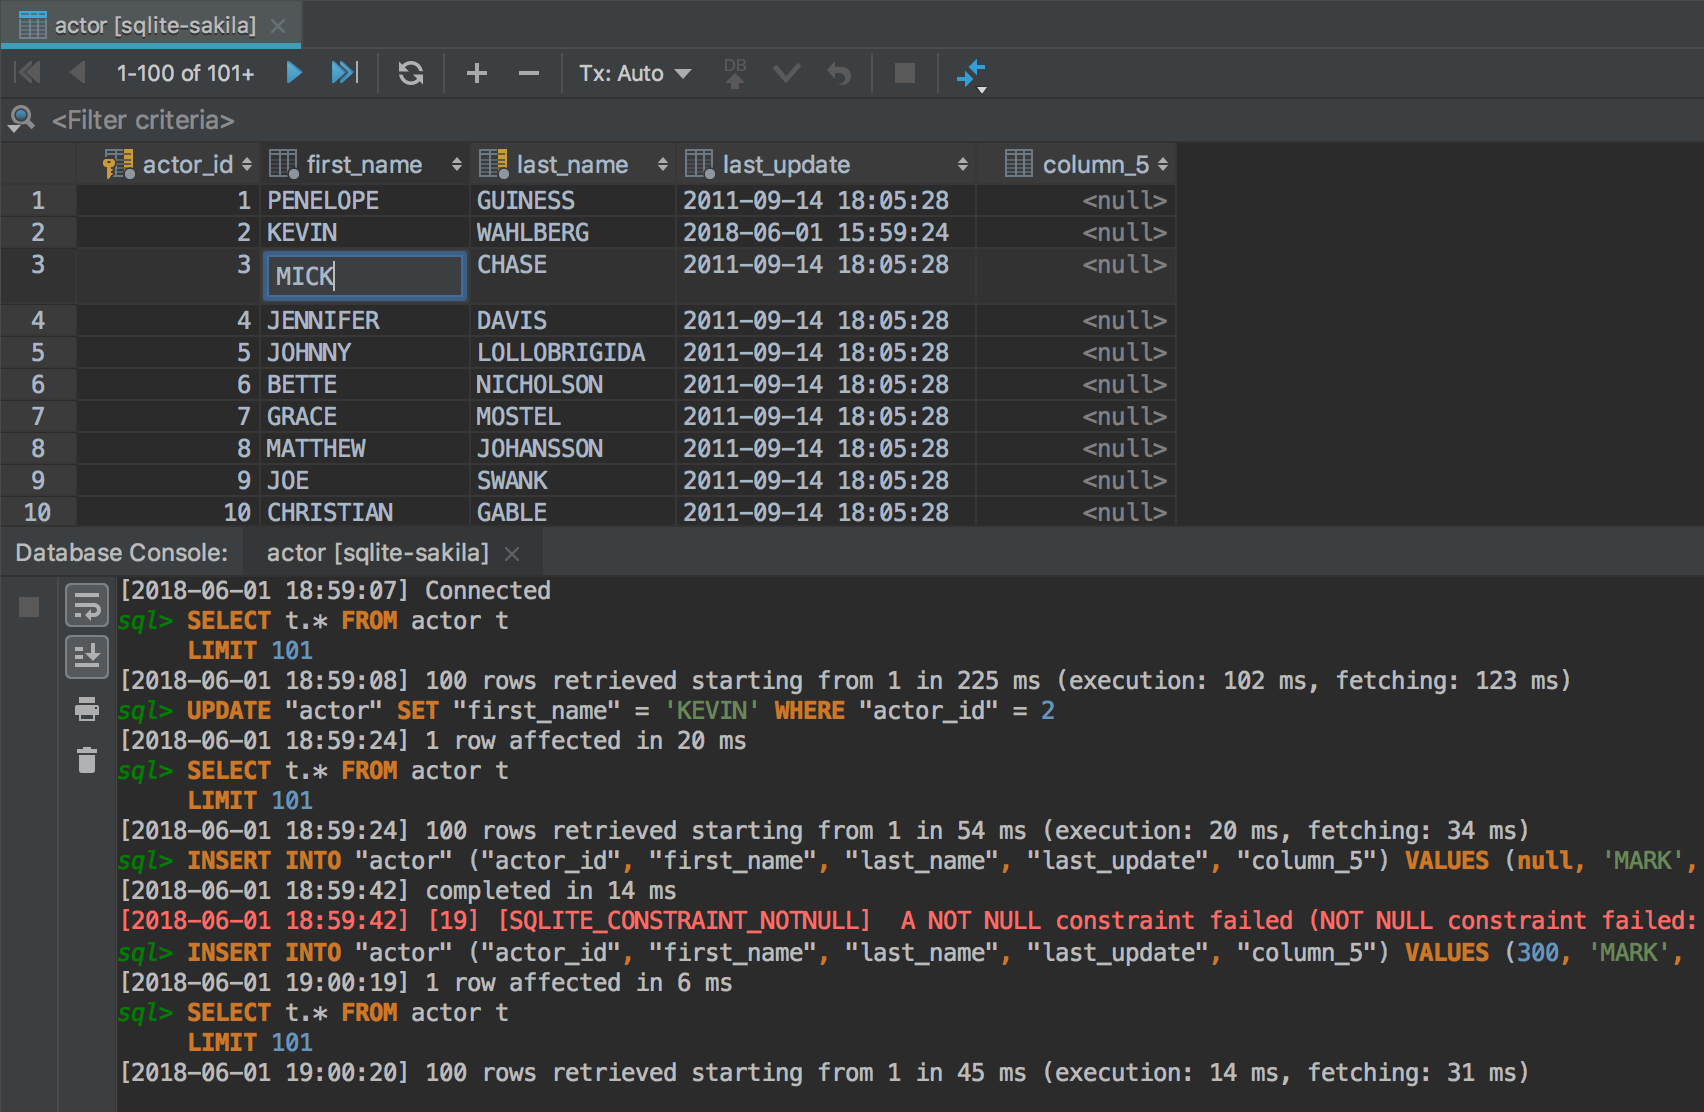 actor [sqlite-sakila]
1-100 of 101+ Tx: Auto DB
<Filter criteria>
actor_id first_name last_name last_update column_5
1 1 PENELOPE GUINESS 2011-09-14 18:05:28 <null>
2 2 KEVIN WAHLBERG 2018-06-01 15:59:24 <null>
3 3 MICK CHASE 2011-09-14 18:05:28 <null>
4 4 JENNIFER DAVIS 2011-09-14 18:05:28 <null>
5 5 JOHNNY LOLLOBRIGIDA 2011-09-14 18:05:28 <null>
6 6 BETTE NICHOLSON 2011-09-14 18:05:28 <null>
7 7 GRACE MOSTEL 2011-09-14 18:05:28 <null>
8 8 MATTHEW JOHANSSON 2011-09-14 18:05:28 <null>
9 9 JOE SWANK 2011-09-14 18:05:28 <null>
10 10 CHRISTIAN GABLE 2011-09-14 18:05:28 <null>
Database Console: actor [sqlite-sakila]
[2018-06-01 18:59:07] Connected
sql> SELECT t.* FROM actor t
LIMIT 101
[2018-06-01 18:59:08] 100 rows retrieved starting from 1 in 225 ms (execution: 102 ms, fetching: 123 ms)
sql> UPDATE "actor" SET "first_name" = 'KEVIN' WHERE "actor_id" = 2
[2018-06-01 18:59:24] 1 row affected in 20 ms
sql> SELECT t.* FROM actor t
LIMIT 101
[2018-06-01 18:59:24] 100 rows retrieved starting from 1 in 54 ms (execution: 20 ms, fetching: 34 ms)
sql> INSERT INTO "actor" ("actor_id", "first_name", "last_name", "last_update", "column_5") VALUES (null, 'MARK',
[2018-06-01 18:59:42] completed in 14 ms
[2018-06-01 18:59:42] [19] [SQLITE_CONSTRAINT_NOTNULL]  A NOT NULL constraint failed (NOT NULL constraint failed:
sql> INSERT INTO "actor" ("actor_id", "first_name", "last_name", "last_update", "column_5") VALUES (300, 'MARK',
[2018-06-01 19:00:19] 1 row affected in 6 ms
sql> SELECT t.* FROM actor t
LIMIT 101
[2018-06-01 19:00:20] 100 rows retrieved starting from 1 in 45 ms (execution: 14 ms, fetching: 31 ms)